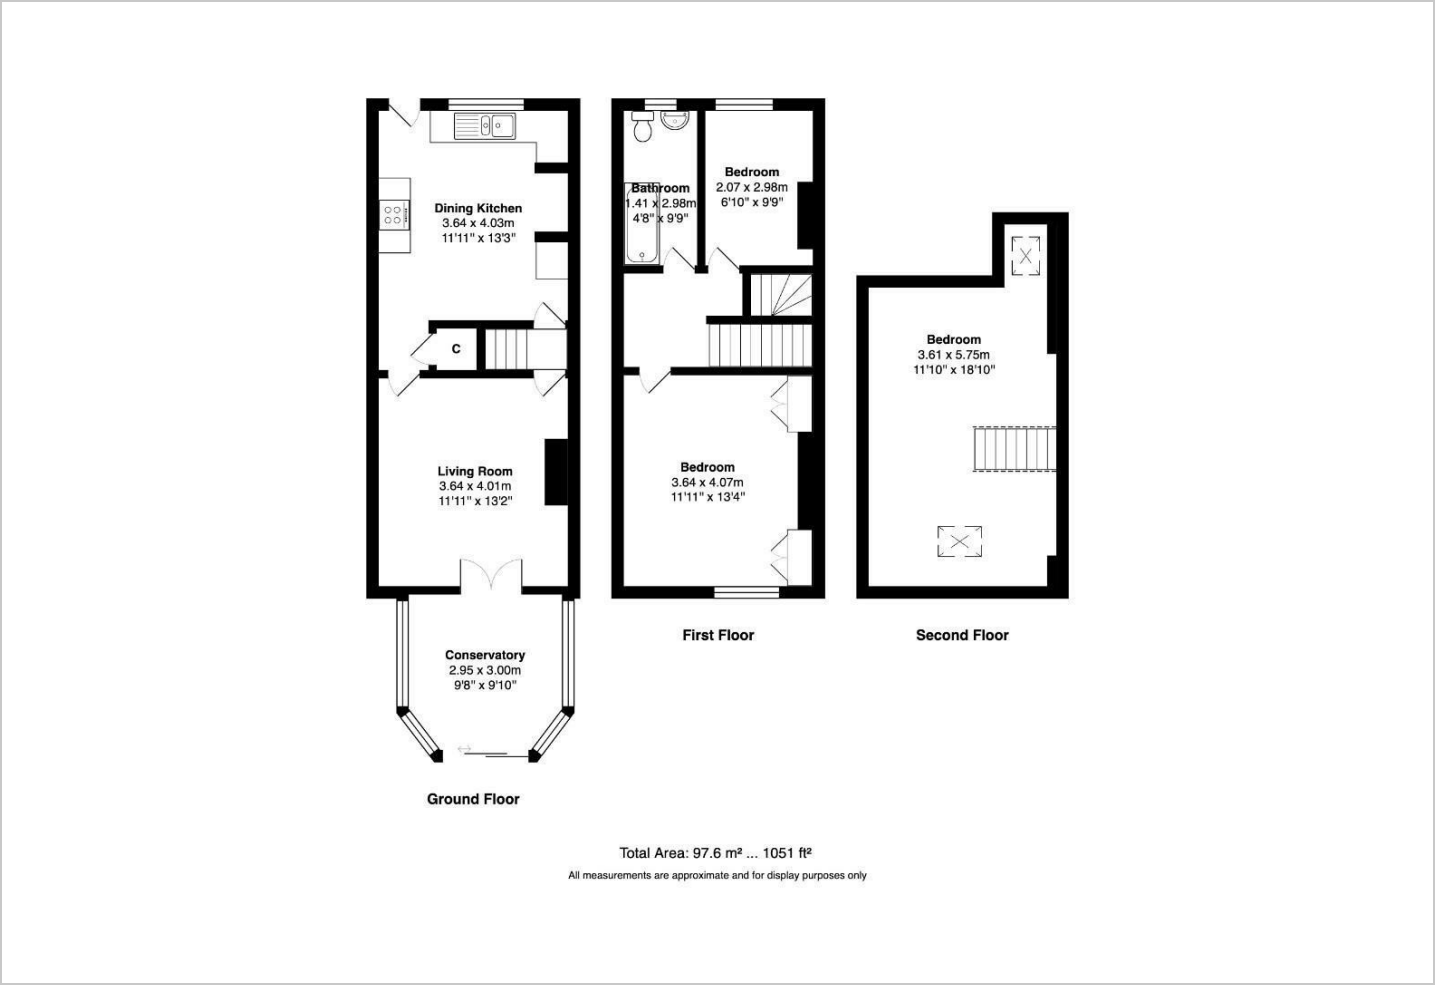 Dining Kitchen
3.64 x 4.03m
11'11" x 13'3"
C
Living Room
3.64 x 4.01m
11'11" x 13'2"
Conservatory
2.95 x 3.00m
9'8" x 9'10"
Ground Floor
Bathroom
1.41 x 2.98m
4'8" x 9'9"
Bedroom
2.07 x 2.98m
6'10" x 9'9"
Bedroom
3.64 x 4.07m
11'11" x 13'4"
First Floor
Bedroom
3.61 x 5.75m
11'10" x 18'10"
Second Floor
Total Area: 97.6 m² ... 1051 ft²
All measurements are approximate and for display purposes only